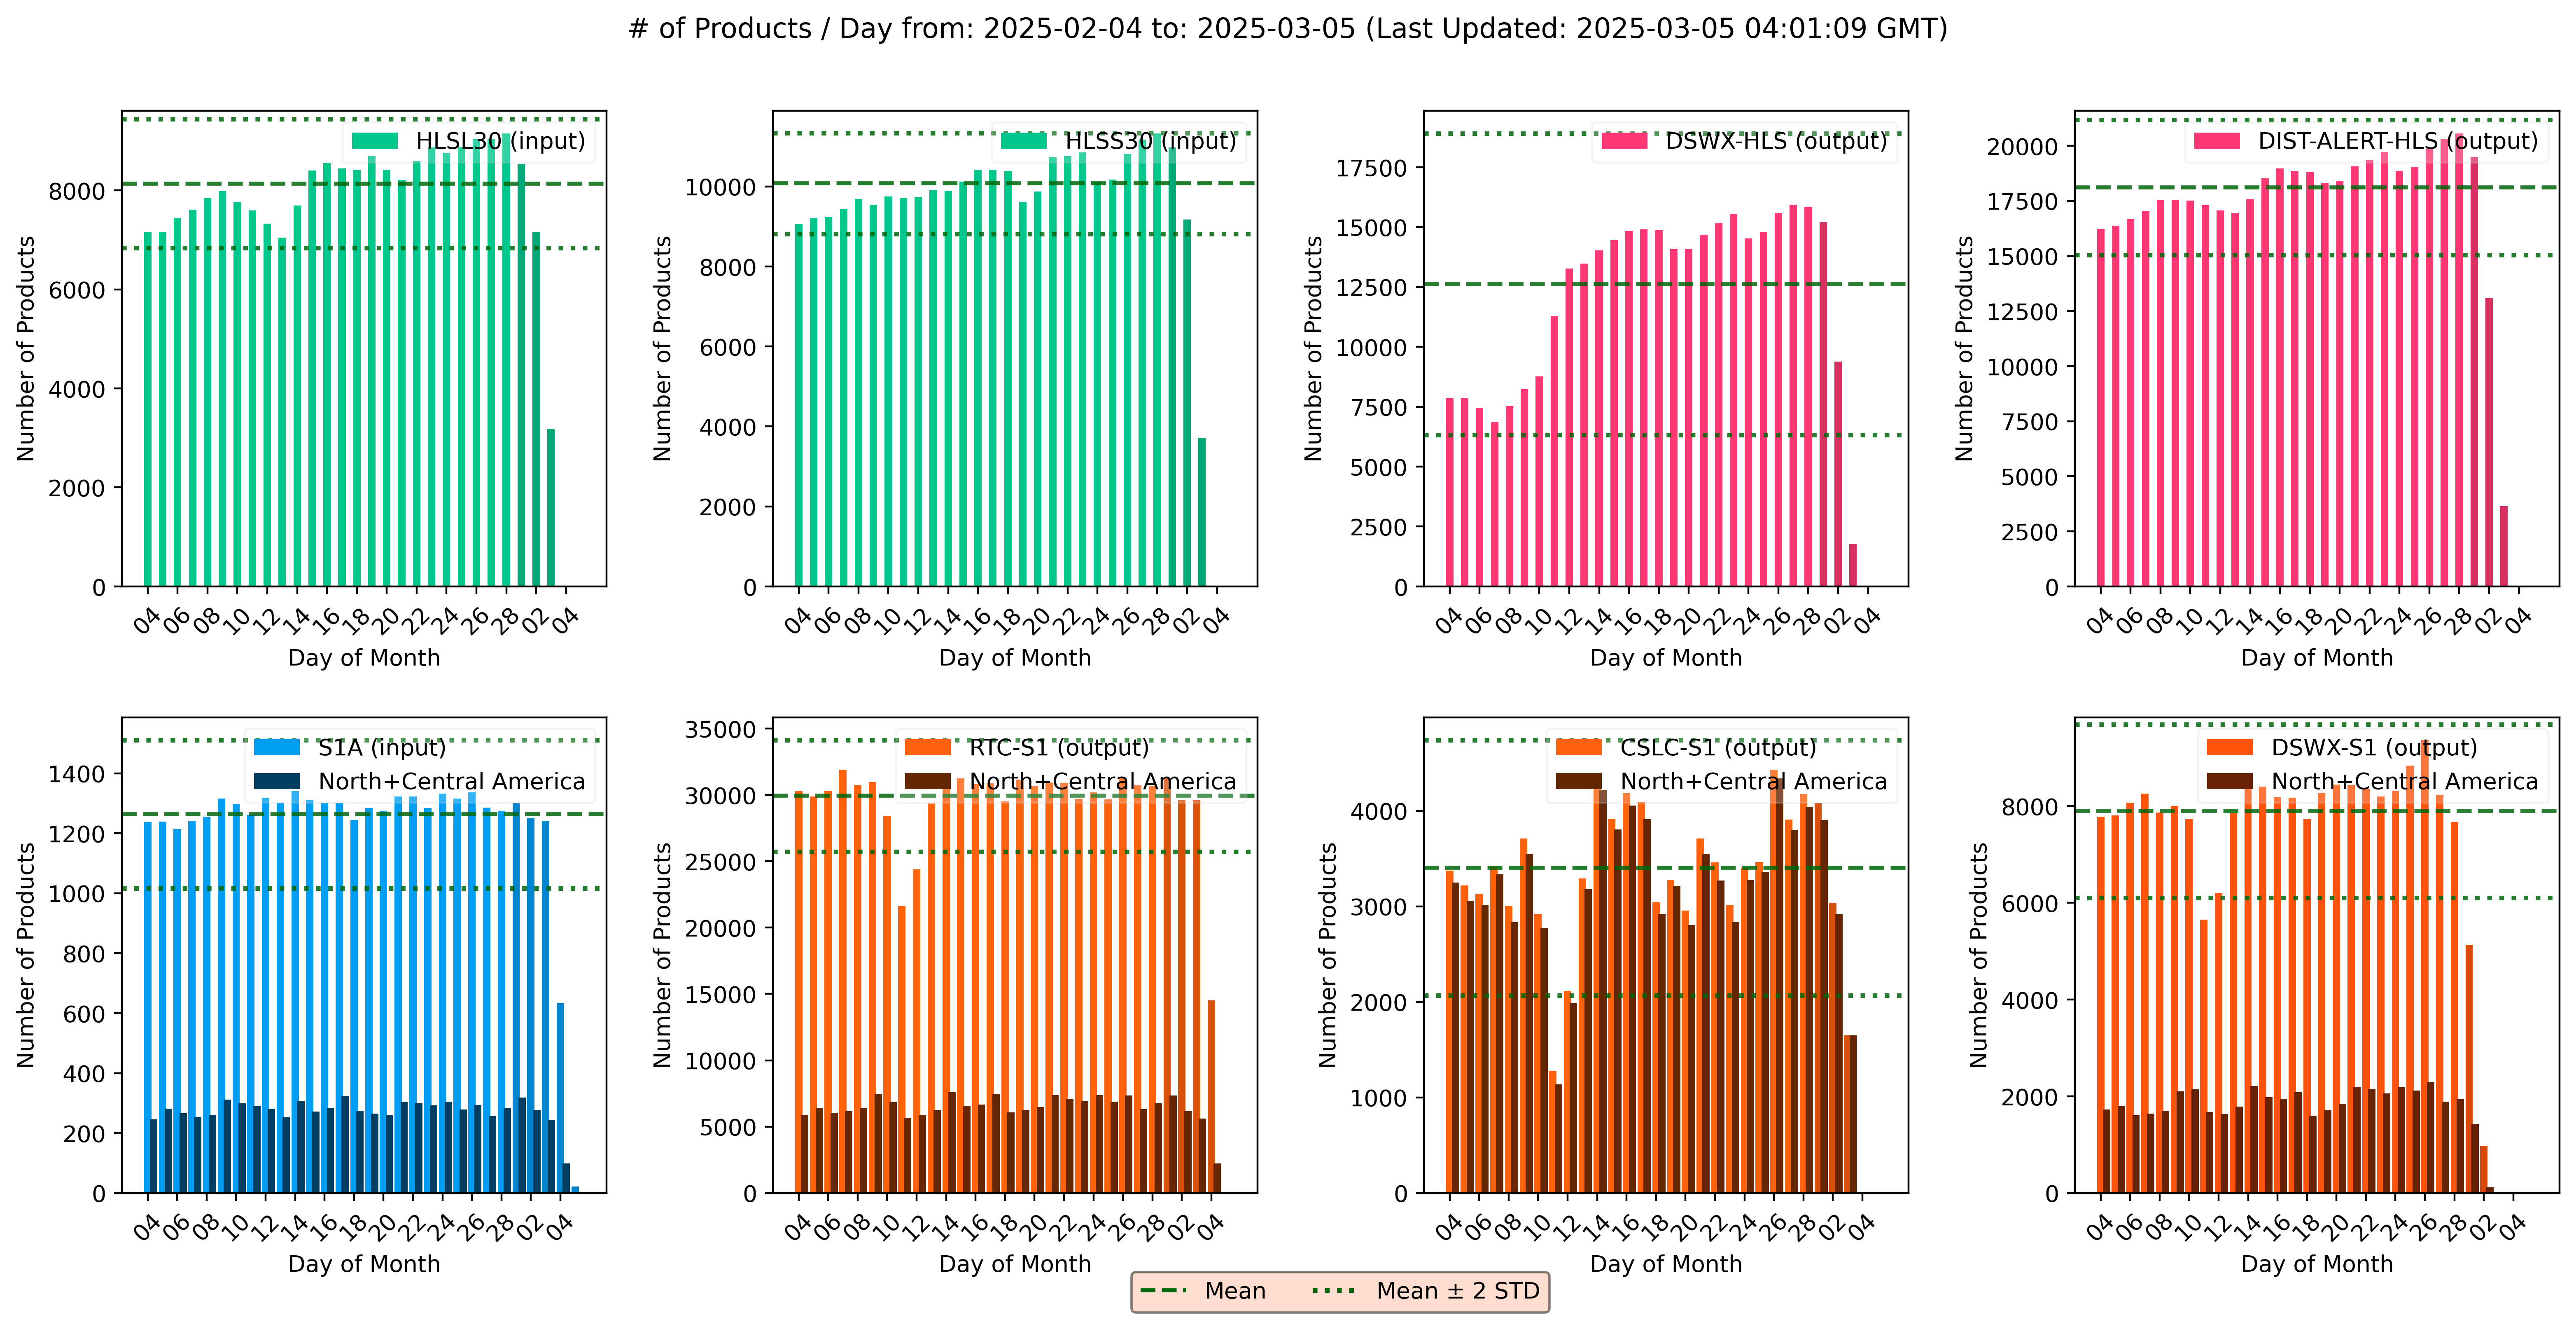 # of Products / Day from: 2025-02-04 to: 2025-03-05 (Last Updated: 2025-03-05 04:01:09 GMT)
Number of Products
8000
6000
4000
2000
0
HLSL30 (input)
04 06 08 10 12 14 16 18 20 22 24 26 28 02 04
Day of Month
Number of Products
10000
8000
6000
4000
2000
0
HLSS30 (input)
04 06 08 10 12 14 16 18 20 22 24 26 28 02 04
Day of Month
Number of Products
17500
15000
12500
10000
7500
5000
2500
0
DSWX-HLS (output)
04 06 08 10 12 14 16 18 20 22 24 26 28 02 04
Day of Month
Number of Products
20000
17500
15000
12500
10000
7500
5000
2500
0
DIST-ALERT-HLS (output)
04 06 08 10 12 14 16 18 20 22 24 26 28 02 04
Day of Month
Number of Products
1400
1200
1000
800
600
400
200
0
S1A (input)
North+Central America
04 06 08 10 12 14 16 18 20 22 24 26 28 02 04
Day of Month
Number of Products
35000
30000
25000
20000
15000
10000
5000
0
RTC-S1 (output)
North+Central America
04 06 08 10 12 14 16 18 20 22 24 26 28 02 04
Day of Month
Number of Products
4000
3000
2000
1000
0
CSLC-S1 (output)
North+Central America
04 06 08 10 12 14 16 18 20 22 24 26 28 02 04
Day of Month
Number of Products
8000
6000
4000
2000
0
DSWX-S1 (output)
North+Central America
04 06 08 10 12 14 16 18 20 22 24 26 28 02 04
Day of Month
Mean
Mean ± 2 STD